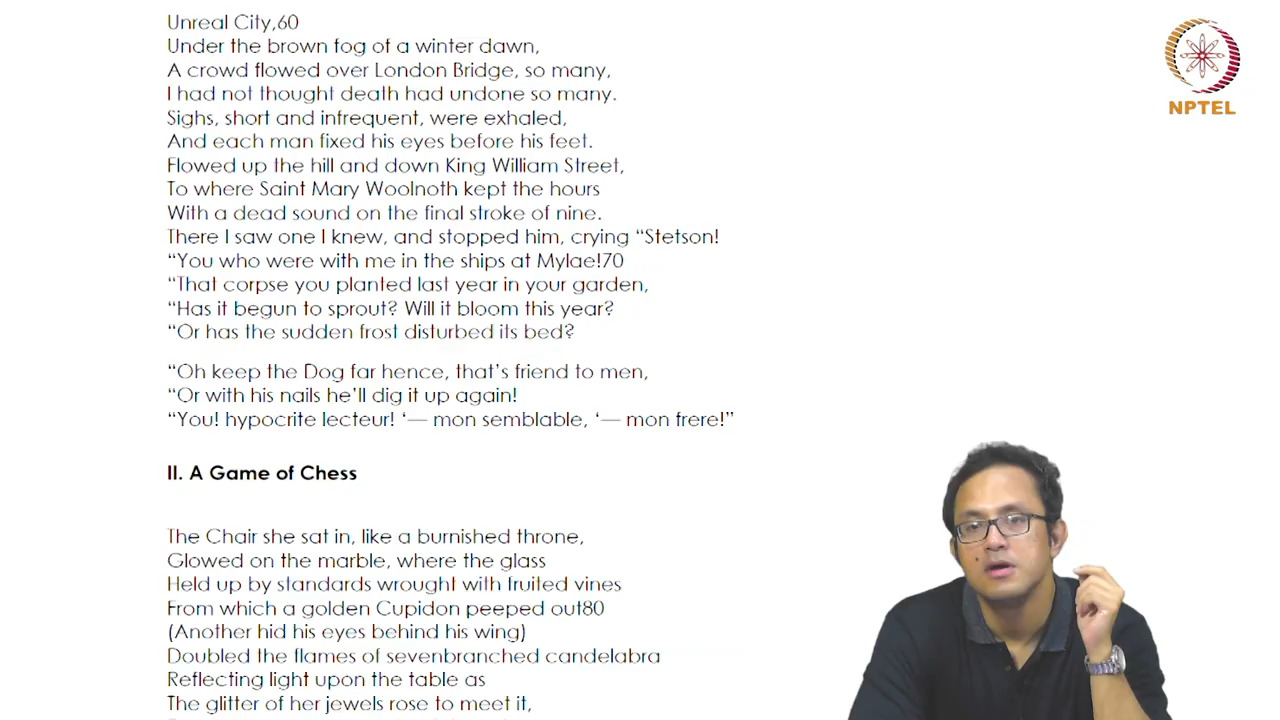 Unreal City,60
Under the brown fog of a winter dawn,
A crowd flowed over London Bridge, so many,
I had not thought death had undone so many.
Sighs, short and infrequent, were exhaled,
And each man fixed his eyes before his feet.
Flowed up the hill and down King William Street,
To where Saint Mary Woolnoth kept the hours
With a dead sound on the final stroke of nine.
There I saw one I knew, and stopped him, crying “Stetson!
“You who were with me in the ships at Mylae!70
“That corpse you planted last year in your garden,
“Has it begun to sprout? Will it bloom this year?
“Or has the sudden frost disturbed its bed?
“Oh keep the Dog far hence, that’s friend to men,
“Or with his nails he’ll dig it up again!
“You! hypocrite lecteur! ‘— mon semblable, ‘— mon frere!”
II. A Game of Chess
The Chair she sat in, like a burnished throne,
Glowed on the marble, where the glass
Held up by standards wrought with fruited vines
From which a golden Cupidon peeped out80
(Another hid his eyes behind his wing)
Doubled the flames of sevenbranched candelabra
Reflecting light upon the table as
The glitter of her jewels rose to meet it,
NPTEL